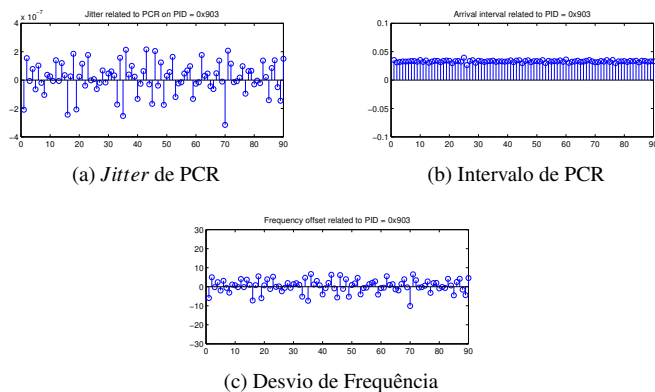 Jitter related to PCR on PID = 0x903
x 10⁻⁷
4
2
0
−2
−4
0 10 20 30 40 50 60 70 80 90
(a) Jitter de PCR
Arrival interval related to PID = 0x903
0.1
0.05
0
−0.05
−0.1
0 10 20 30 40 50 60 70 80 90
(b) Intervalo de PCR
Frequency offset related to PID = 0x903
30
20
10
0
−10
−20
−30
0 10 20 30 40 50 60 70 80 90
(c) Desvio de Frequência